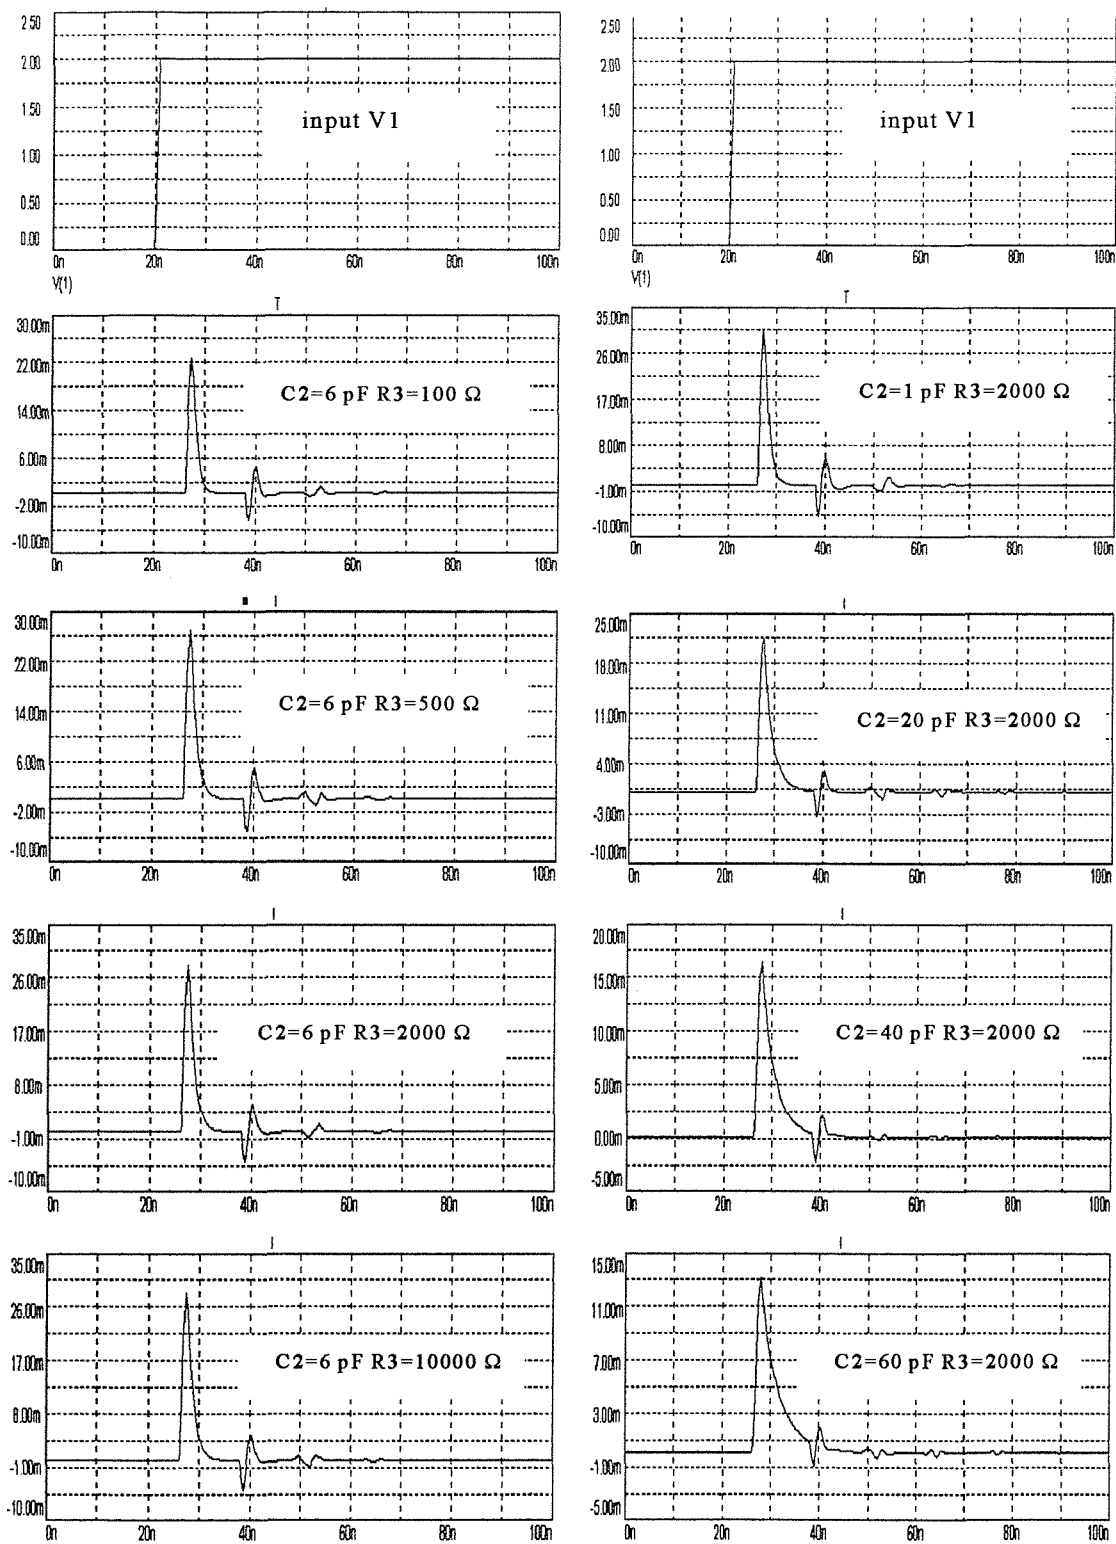 2.50
2.00
1.50
1.00
0.50
0.00
input V1
0n 20n 40n 60n 80n 100n
V(1)
T
30.00m
22.00m
14.00m
6.00m
-2.00m
-10.00m
C2=6 pF R3=100 Ω
0n 20n 40n 60n 80n 100n
30.00m
22.00m
14.00m
6.00m
-2.00m
-10.00m
C2=6 pF R3=500 Ω
0n 20n 40n 60n 80n 100n
35.00m
26.00m
17.00m
8.00m
-1.00m
-10.00m
C2=6 pF R3=2000 Ω
0n 20n 40n 60n 80n 100n
35.00m
26.00m
17.00m
8.00m
-1.00m
-10.00m
C2=6 pF R3=10000 Ω
0n 20n 40n 60n 80n 100n
2.50
2.00
1.50
1.00
0.50
0.00
input V1
0n 20n 40n 60n 80n 100n
V(1)
T
35.00m
26.00m
17.00m
8.00m
-1.00m
-10.00m
C2=1 pF R3=2000 Ω
0n 20n 40n 60n 80n 100n
25.00m
18.00m
11.00m
4.00m
-3.00m
-10.00m
C2=20 pF R3=2000 Ω
0n 20n 40n 60n 80n 100n
20.00m
15.00m
10.00m
5.00m
0.00m
-5.00m
C2=40 pF R3=2000 Ω
0n 20n 40n 60n 80n 100n
15.00m
11.00m
7.00m
3.00m
-1.00m
-5.00m
C2=60 pF R3=2000 Ω
0n 20n 40n 60n 80n 100n